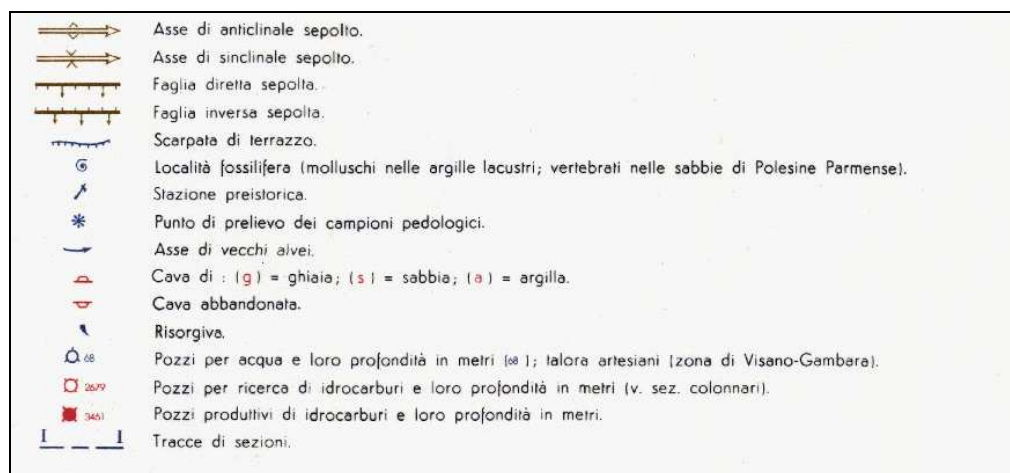 Asse di anticlinale sepolto.
Asse di sinclinale sepolto.
Faglia diretta sepolta.
Faglia inversa sepolta.
Scarpata di terrazzo.
Località fossilifera (molluschi nelle argille lacustri; vertebrati nelle sabbie di Polesine Parmense).
Stazione preistorica.
Punto di prelievo dei campioni pedologici.
Asse di vecchi alvei.
Cava di : (g) = ghiaia; (s) = sabbia; (a) = argilla.
Cava abbandonata.
Risorgiva.
68 Pozzi per acqua e loro profondità in metri (68); talora artesiani (zona di Visano-Gambara).
2679 Pozzi per ricerca di idrocarburi e loro profondità in metri (v. sez. colonnari).
3461 Pozzi produttivi di idrocarburi e loro profondità in metri.
I I Tracce di sezioni.